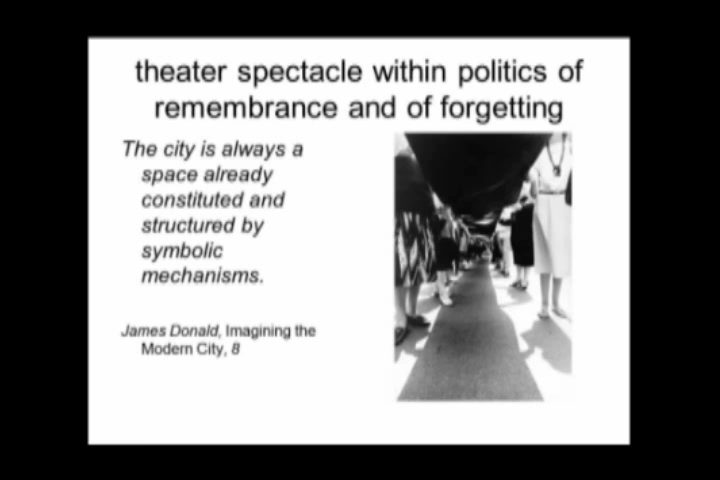 theater spectacle within politics of
remembrance and of forgetting
The city is always a
space already
constituted and
structured by
symbolic
mechanisms.
James Donald, Imagining the
Modern City, 8